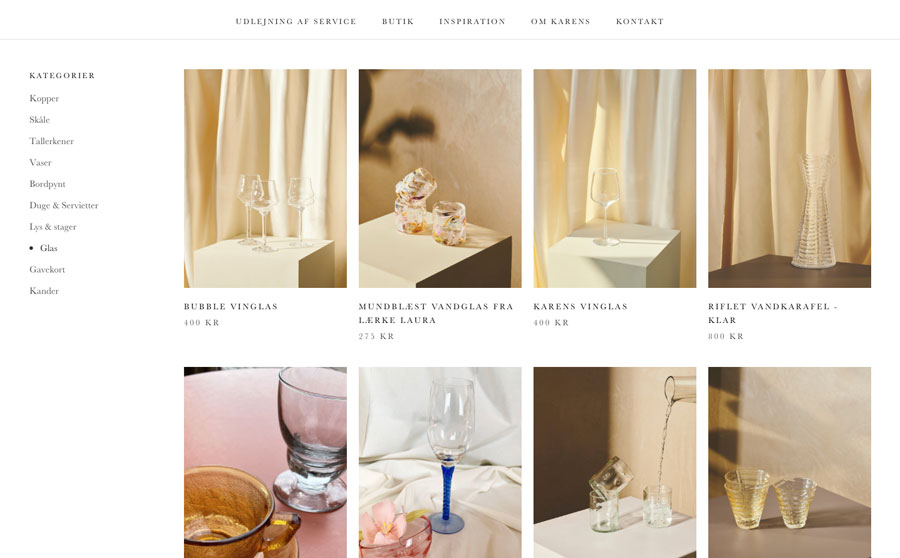 UDLEJNING AF SERVICE BUTIK INSPIRATION OM KARENS KONTAKT
KATEGORIER
Kopper
Skåle
Tallerkener
Vaser
Bordpynt
Duge & Servietter
Lys & stager
Glas
Gavekort
Kander
BUBBLE VINGLAS
400 KR
MUNDBLÆST VANDGLAS FRA
LÆRKE LAURA
275 KR
KARENS VINGLAS
400 KR
RIFLET VANDKARAFEL -
KLAR
800 KR